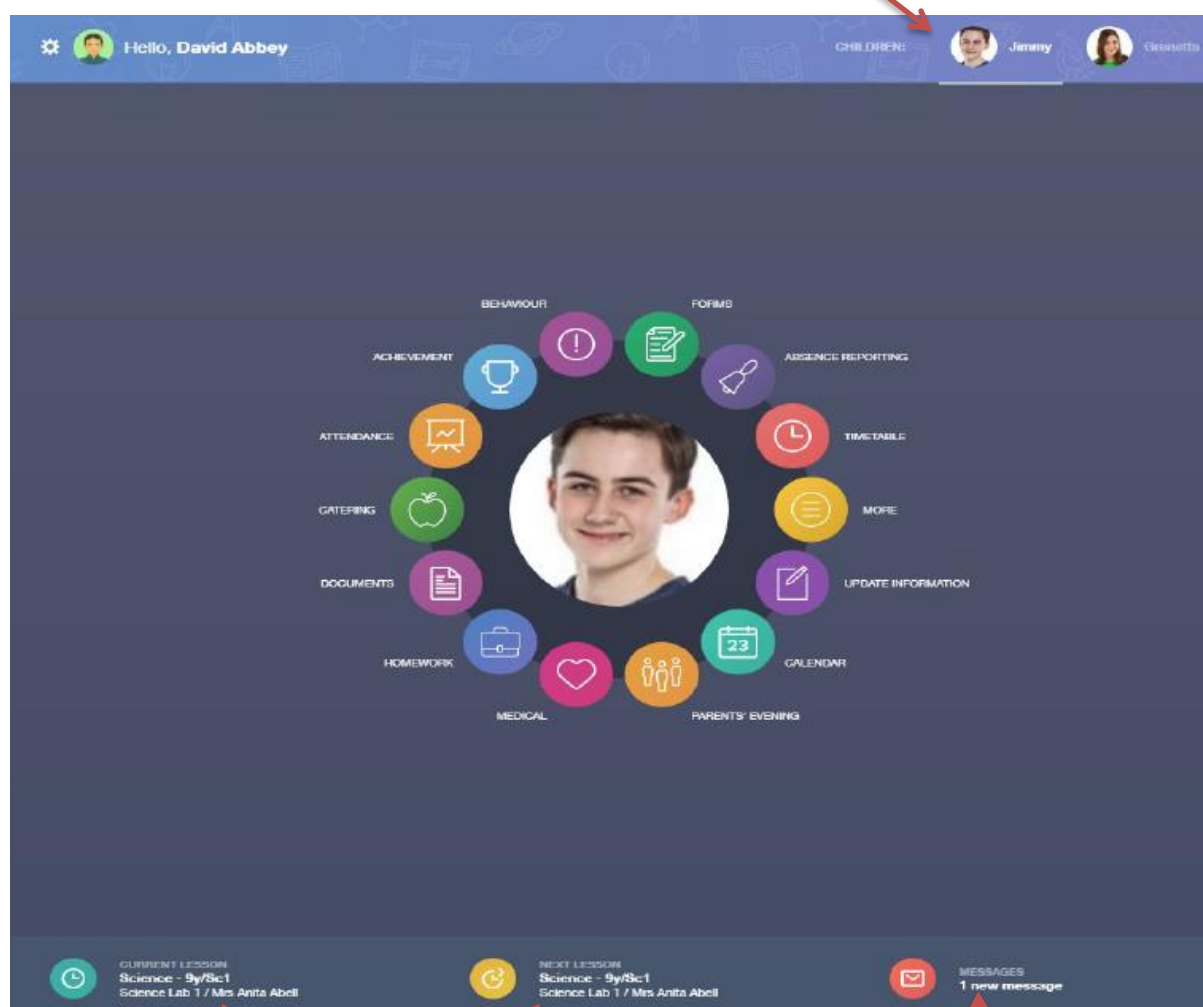 Hello, David Abbey
CHILDREN:
Jimmy
BEHAVIOUR
FORMS
ACHIEVEMENT
ABSENCE REPORTING
ATTENDANCE
TIMETABLE
CATERING
MORE
DOCUMENTS
UPDATE INFORMATION
23
HOMEWORK
CALENDAR
MEDICAL
PARENTS' EVENING
CURRENT LESSON
Science - 9y/Sc1
Science Lab 1 / Mrs Anita Abell
NEXT LESSON
Science - 9y/Sc1
Science Lab 1 / Mrs Anita Abell
MESSAGES
1 new message